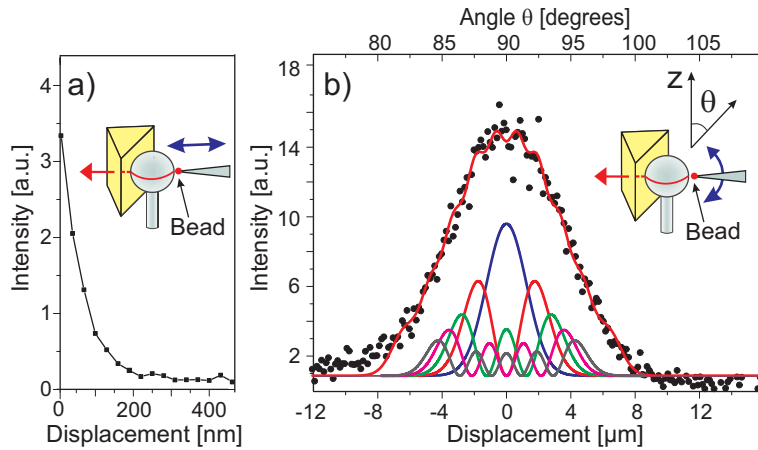 Angle θ [degrees]
80 85 90 95 100 105
a)
Intensity [a.u.]
4
3
2
1
0
Bead
0 200 400
Displacement [nm]
b)
Intensity [a.u.]
18
14
10
6
2
z
θ
Bead
-12 -8 -4 0 4 8 12
Displacement [µm]